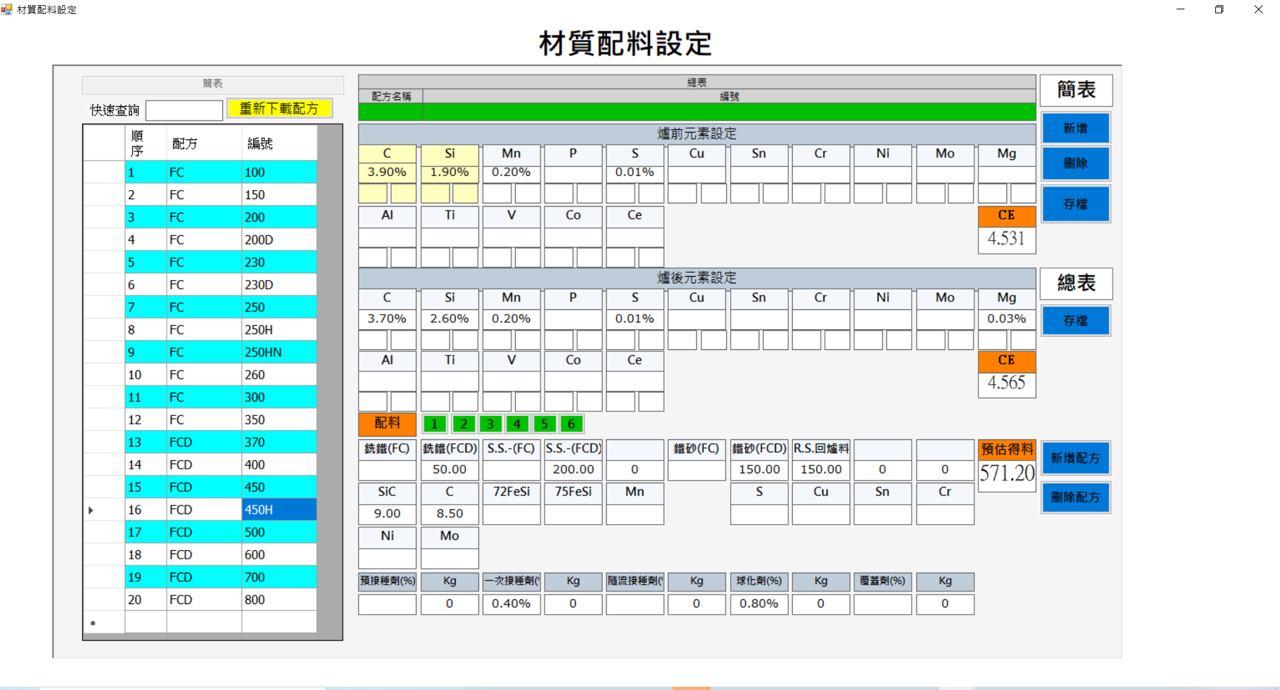 材質配料設定
材質配料設定
簡表
快速查詢 重新下載配方
順序 配方 編號
1 FC 100
2 FC 150
3 FC 200
4 FC 200D
5 FC 230
6 FC 230D
7 FC 250
8 FC 250H
9 FC 250HN
10 FC 260
11 FC 300
12 FC 350
13 FCD 370
14 FCD 400
15 FCD 450
16 FCD 450H
17 FCD 500
18 FCD 600
19 FCD 700
20 FCD 800
總表
配方名稱 編號
爐前元素設定
C Si Mn P S Cu Sn Cr Ni Mo Mg
3.90% 1.90% 0.20% 0.01%
Al Ti V Co Ce CE
4.531
爐後元素設定
C Si Mn P S Cu Sn Cr Ni Mo Mg
3.70% 2.60% 0.20% 0.01% 0.03%
Al Ti V Co Ce CE
4.565
配料 1 2 3 4 5 6
銑鐵(FC) 銑鐵(FCD) S.S.-(FC) S.S.-(FCD) 鐵砂(FC) 鐵砂(FCD) R.S.回爐料 預估得料
50.00 200.00 0 150.00 150.00 0 0 571.20
SiC C 72FeSi 75FeSi Mn S Cu Sn Cr
9.00 8.50
Ni Mo
預接種劑(%) Kg 一次接種劑( Kg 隨流接種劑( Kg 球化劑(%) Kg 覆蓋劑(%) Kg
0 0.40% 0 0 0.80% 0 0
簡表
新增
刪除
存檔
總表
存檔
新增配方
刪除配方